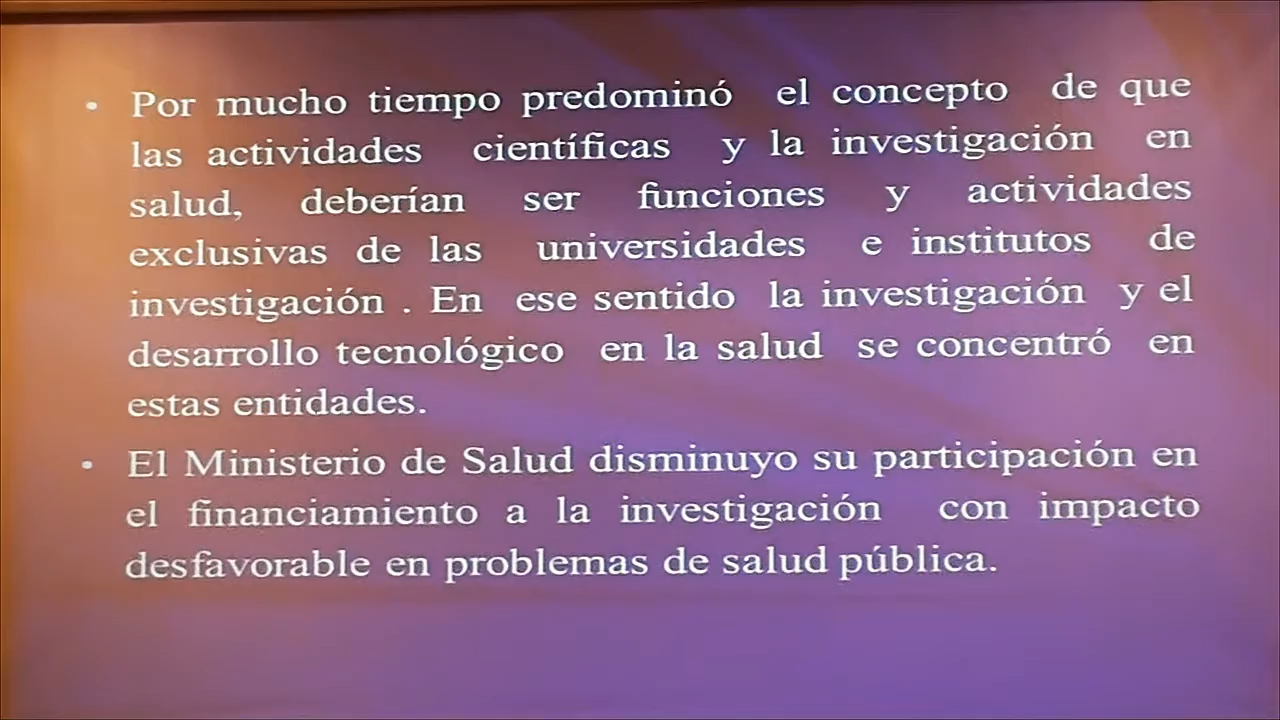 • Por mucho tiempo predominó el concepto de que
las actividades científicas y la investigación en
salud, deberían ser funciones y actividades
exclusivas de las universidades e institutos de
investigación . En ese sentido la investigación y el
desarrollo tecnológico en la salud se concentró en
estas entidades.
• El Ministerio de Salud disminuyo su participación en
el financiamiento a la investigación con impacto
desfavorable en problemas de salud pública.